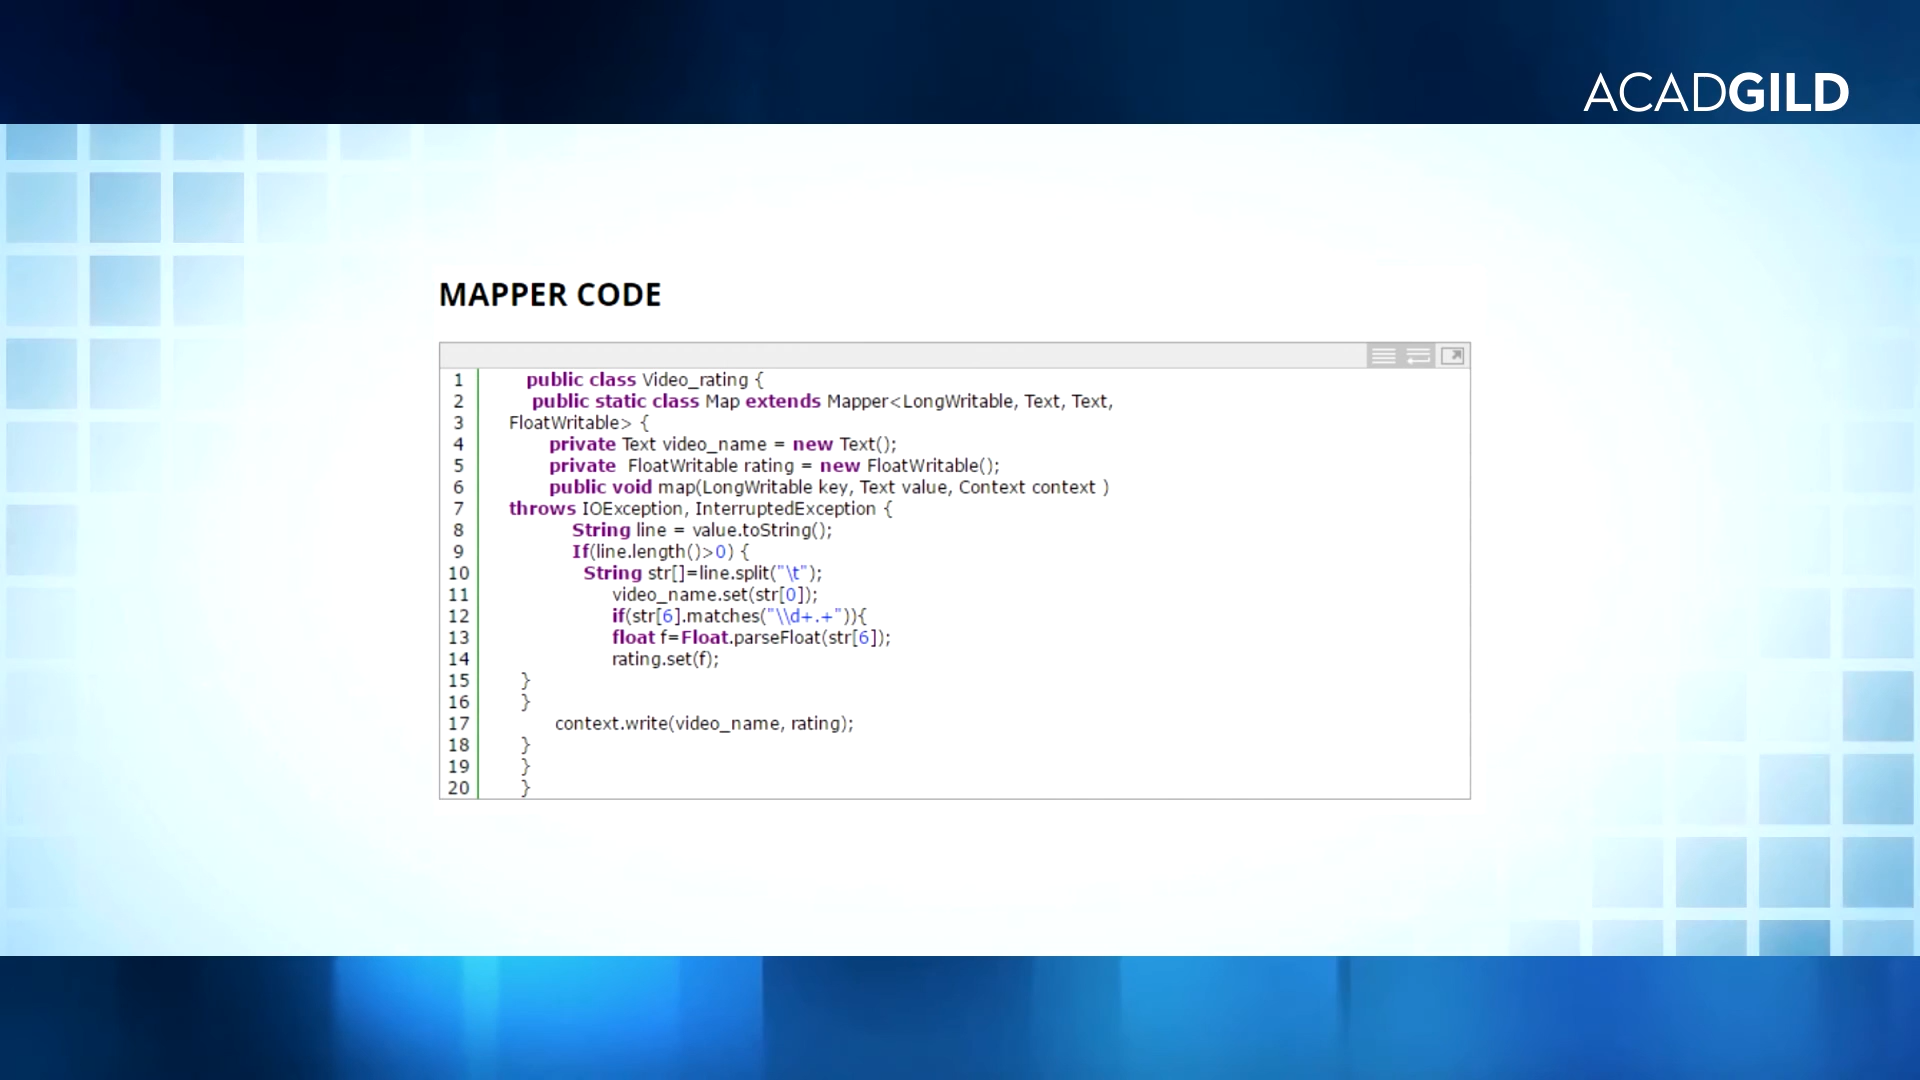 ACADGILD
MAPPER CODE
1 public class Video_rating {
2 public static class Map extends Mapper<LongWritable, Text, Text,
3 FloatWritable> {
4 private Text video_name = new Text();
5 private FloatWritable rating = new FloatWritable();
6 public void map(LongWritable key, Text value, Context context )
7 throws IOException, InterruptedException {
8 String line = value.toString();
9 If(line.length()>0) {
10 String str[]=line.split("\t");
11 video_name.set(str[0]);
12 if(str[6].matches("\\d+.+")){
13 float f=Float.parseFloat(str[6]);
14 rating.set(f);
15 }
16 }
17 context.write(video_name, rating);
18 }
19 }
20 }